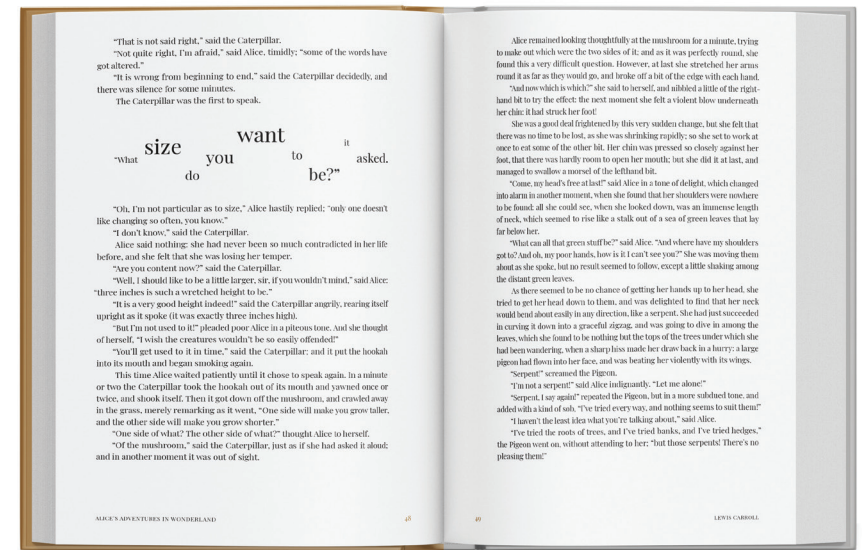 “That is not said right,” said the Caterpillar.
“Not quite right, I’m afraid,” said Alice, timidly; “some of the words have
got altered.”
“It is wrong from beginning to end,” said the Caterpillar decidedly, and
there was silence for some minutes.
The Caterpillar was the first to speak.
“What size do you want to be?” it asked.
“Oh, I’m not particular as to size,” Alice hastily replied; “only one doesn’t
like changing so often, you know.”
“I don’t know,” said the Caterpillar.
Alice said nothing: she had never been so much contradicted in her life
before, and she felt that she was losing her temper.
“Are you content now?” said the Caterpillar.
“Well, I should like to be a little larger, sir, if you wouldn’t mind,” said Alice:
“three inches is such a wretched height to be.”
“It is a very good height indeed!” said the Caterpillar angrily, rearing itself
upright as it spoke (it was exactly three inches high).
“But I’m not used to it!” pleaded poor Alice in a piteous tone. And she thought
of herself, “I wish the creatures wouldn’t be so easily offended!”
“You’ll get used to it in time,” said the Caterpillar; and it put the hookah
into its mouth and began smoking again.
This time Alice waited patiently until it chose to speak again. In a minute
or two the Caterpillar took the hookah out of its mouth and yawned once or
twice, and shook itself. Then it got down off the mushroom, and crawled away
in the grass, merely remarking as it went, “One side will make you grow taller,
and the other side will make you grow shorter.”
“One side of what? The other side of what?” thought Alice to herself.
“Of the mushroom,” said the Caterpillar, just as if she had asked it aloud;
and in another moment it was out of sight.
ALICE’S ADVENTURES IN WONDERLAND
48
Alice remained looking thoughtfully at the mushroom for a minute, trying
to make out which were the two sides of it; and as it was perfectly round, she
found this a very difficult question. However, at last she stretched her arms
round it as far as they would go, and broke off a bit of the edge with each hand.
“And now which is which?” she said to herself, and nibbled a little of the right-
hand bit to try the effect: the next moment she felt a violent blow underneath
her chin: it had struck her foot!
She was a good deal frightened by this very sudden change, but she felt that
there was no time to be lost, as she was shrinking rapidly; so she set to work at
once to eat some of the other bit. Her chin was pressed so closely against her
foot, that there was hardly room to open her mouth; but she did it at last, and
managed to swallow a morsel of the lefthand bit.
“Come, my head’s free at last!” said Alice in a tone of delight, which changed
into alarm in another moment, when she found that her shoulders were nowhere
to be found: all she could see, when she looked down, was an immense length
of neck, which seemed to rise like a stalk out of a sea of green leaves that lay
far below her.
“What can all that green stuff be?” said Alice. “And where have my shoulders
got to? And oh, my poor hands, how is it I can’t see you?” She was moving them
about as she spoke, but no result seemed to follow, except a little shaking among
the distant green leaves.
As there seemed to be no chance of getting her hands up to her head, she
tried to get her head down to them, and was delighted to find that her neck
would bend about easily in any direction, like a serpent. She had just succeeded
in curving it down into a graceful zigzag, and was going to dive in among the
leaves, which she found to be nothing but the tops of the trees under which she
had been wandering, when a sharp hiss made her draw back in a hurry: a large
pigeon had flown into her face, and was beating her violently with its wings.
“Serpent!” screamed the Pigeon.
“I’m not a serpent!” said Alice indignantly. “Let me alone!”
“Serpent, I say again!” repeated the Pigeon, but in a more subdued tone, and
added with a kind of sob, “I’ve tried every way, and nothing seems to suit them!”
“I haven’t the least idea what you’re talking about,” said Alice.
“I’ve tried the roots of trees, and I’ve tried banks, and I’ve tried hedges,”
the Pigeon went on, without attending to her; “but those serpents! There’s no
pleasing them!”
49
LEWIS CARROLL